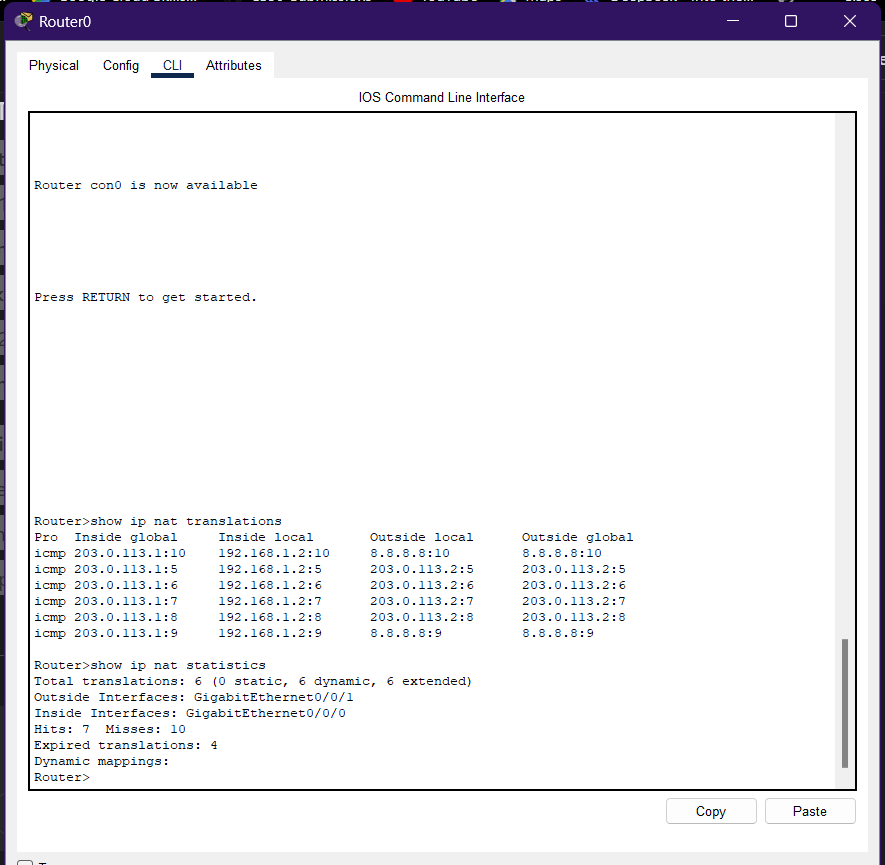 Router0
Physical Config CLI Attributes
IOS Command Line Interface
Router con0 is now available
Press RETURN to get started.
Router>show ip nat translations
Pro  Inside global     Inside local       Outside local      Outside global
icmp 203.0.113.1:10    192.168.1.2:10     8.8.8.8:10         8.8.8.8:10
icmp 203.0.113.1:5     192.168.1.2:5      203.0.113.2:5      203.0.113.2:5
icmp 203.0.113.1:6     192.168.1.2:6      203.0.113.2:6      203.0.113.2:6
icmp 203.0.113.1:7     192.168.1.2:7      203.0.113.2:7      203.0.113.2:7
icmp 203.0.113.1:8     192.168.1.2:8      203.0.113.2:8      203.0.113.2:8
icmp 203.0.113.1:9     192.168.1.2:9      8.8.8.8:9          8.8.8.8:9
Router>show ip nat statistics
Total translations: 6 (0 static, 6 dynamic, 6 extended)
Outside Interfaces: GigabitEthernet0/0/1
Inside Interfaces: GigabitEthernet0/0/0
Hits: 7  Misses: 10
Expired translations: 4
Dynamic mappings:
Router>
Copy Paste